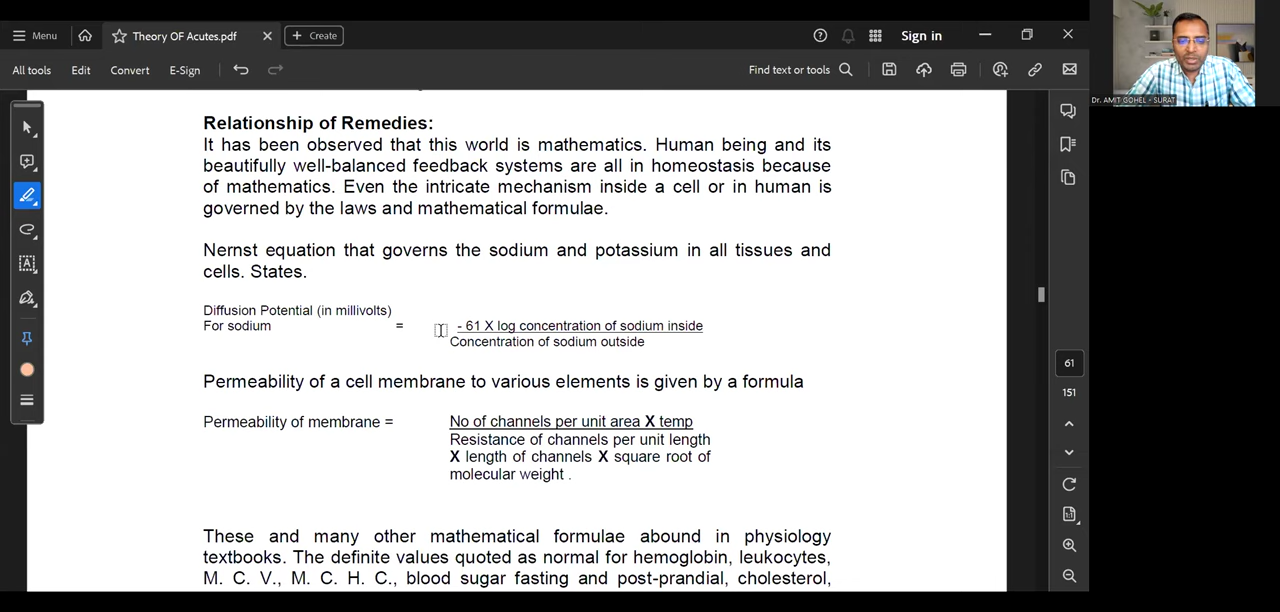 Menu
Theory OF Acutes.pdf
Create
Sign in
All tools
Edit
Convert
E-Sign
Find text or tools
Dr. AMIT GOHEL - SURAT
Relationship of Remedies:
It has been observed that this world is mathematics. Human being and its
beautifully well-balanced feedback systems are all in homeostasis because
of mathematics. Even the intricate mechanism inside a cell or in human is
governed by the laws and mathematical formulae.
Nernst equation that governs the sodium and potassium in all tissues and
cells. States.
Diffusion Potential (in millivolts)
For sodium = - 61 X log concentration of sodium inside
Concentration of sodium outside
Permeability of a cell membrane to various elements is given by a formula
Permeability of membrane = No of channels per unit area X temp
Resistance of channels per unit length
X length of channels X square root of
molecular weight .
These and many other mathematical formulae abound in physiology
textbooks. The definite values quoted as normal for hemoglobin, leukocytes,
M. C. V., M. C. H. C., blood sugar fasting and post-prandial, cholesterol,
61
151